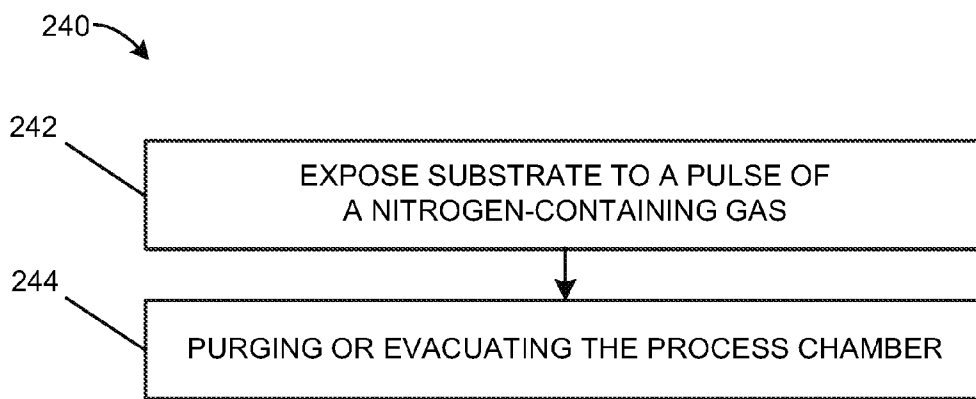 240
242
EXPOSE SUBSTRATE TO A PULSE OF
A NITROGEN-CONTAINING GAS
244
PURGING OR EVACUATING THE PROCESS CHAMBER